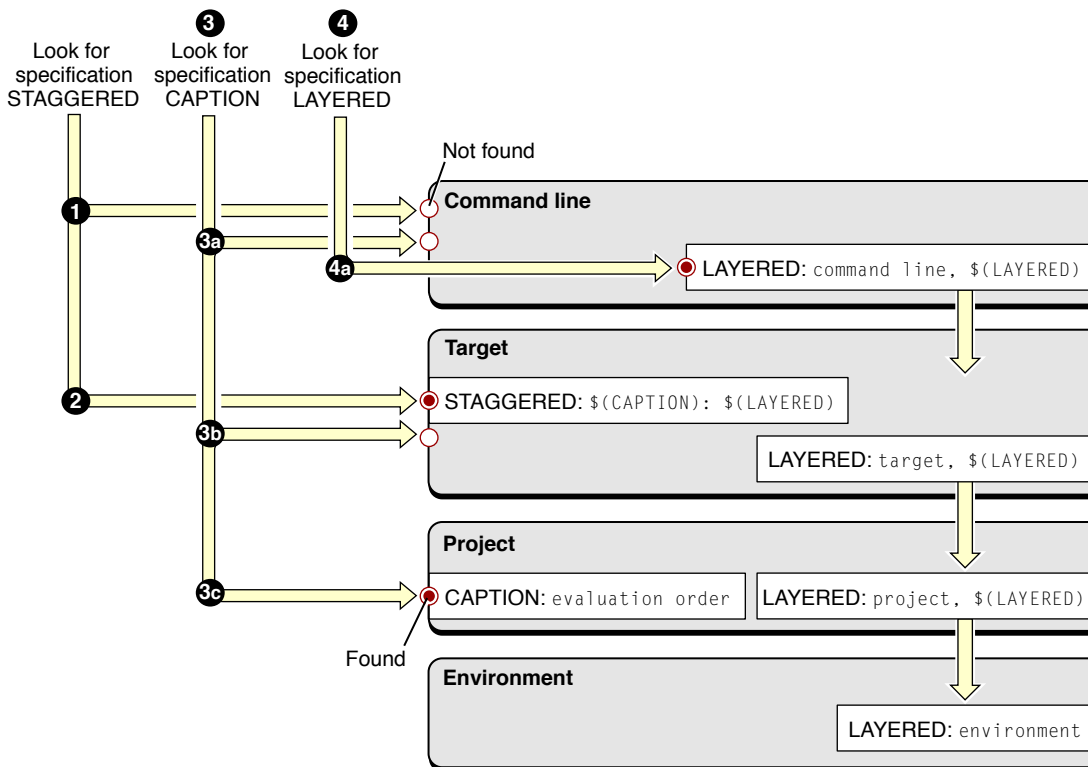 3
4
Look for
specification
STAGGERED
Look for
specification
CAPTION
Look for
specification
LAYERED
Not found
Command line
1
3a
4a
LAYERED: command line, $(LAYERED)
Target
2
STAGGERED: $(CAPTION): $(LAYERED)
3b
LAYERED: target, $(LAYERED)
Project
3c
CAPTION: evaluation order
LAYERED: project, $(LAYERED)
Found
Environment
LAYERED: environment